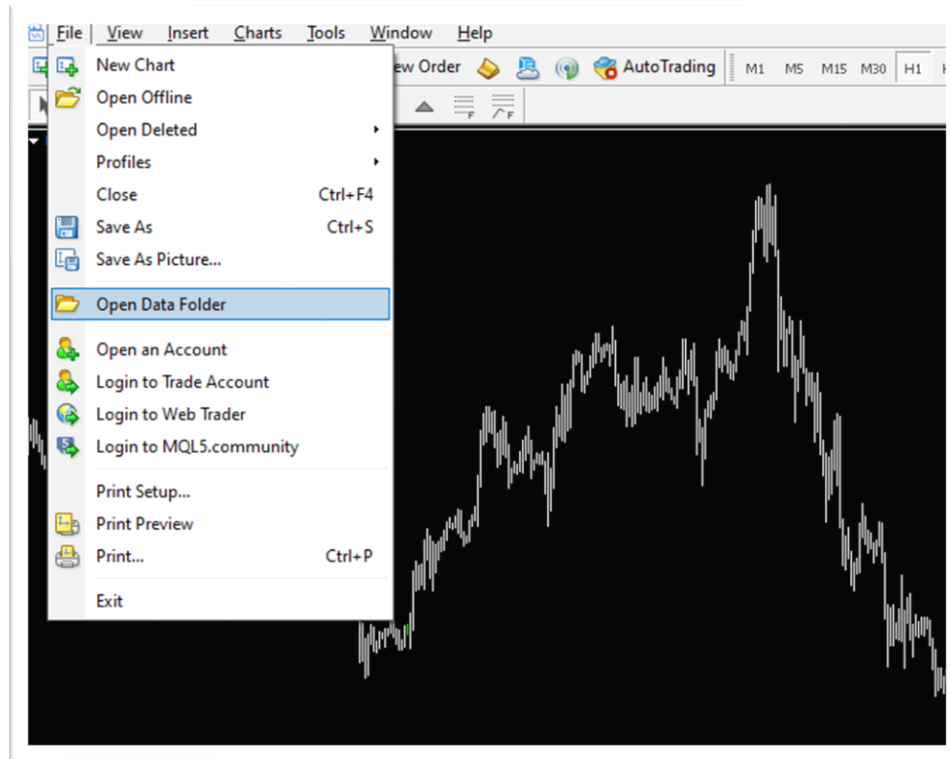 File View Insert Charts Tools Window Help
New Chart
ew Order AutoTrading M1 M5 M15 M30 H1
Open Offline
F F
Open Deleted
Profiles
Close Ctrl+F4
Save As Ctrl+S
Save As Picture...
Open Data Folder
Open an Account
Login to Trade Account
Login to Web Trader
Login to MQL5.community
Print Setup...
Print Preview
Print... Ctrl+P
Exit